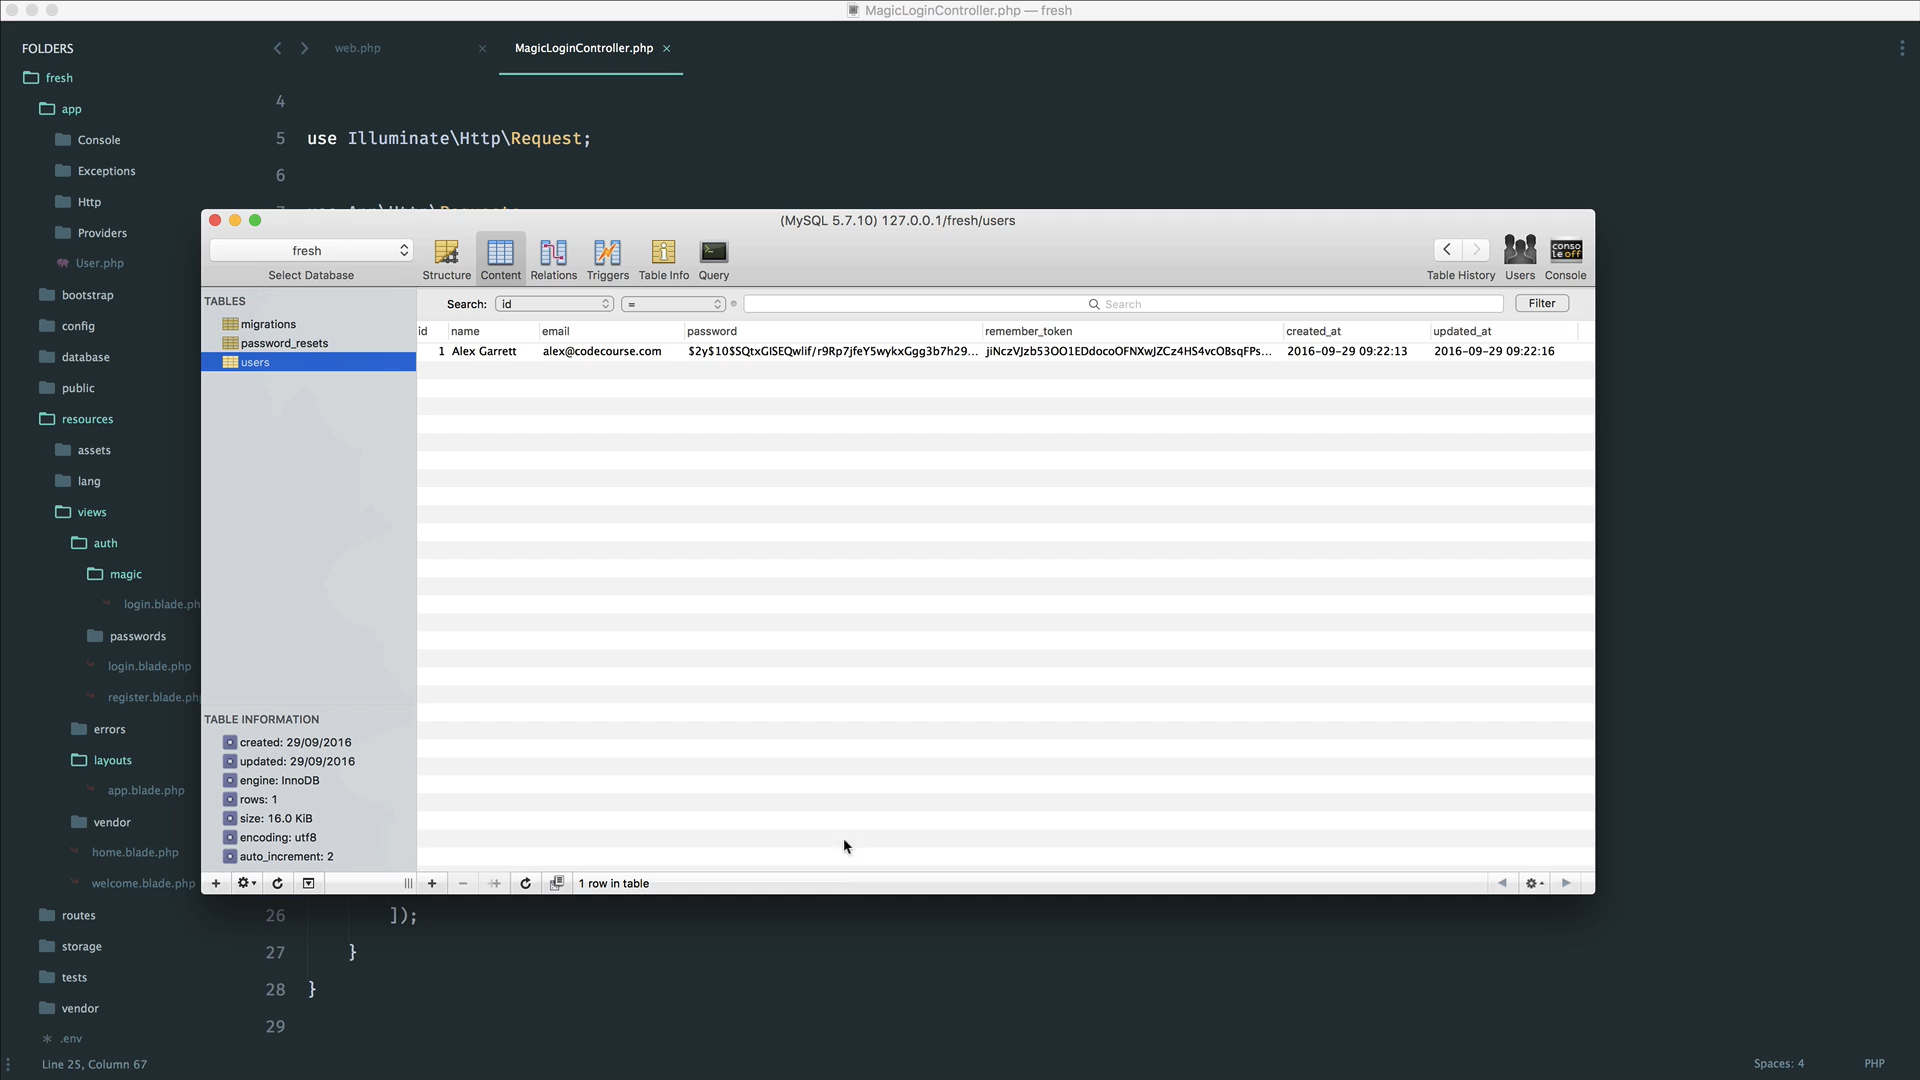 MagicLoginController.php — fresh
FOLDERS
fresh
app
Console
Exceptions
Http
Providers
User.php
bootstrap
config
database
public
resources
assets
lang
views
auth
magic
login.blade.ph
passwords
login.blade.php
register.blade.php
errors
layouts
app.blade.php
vendor
home.blade.php
welcome.blade.php
routes
storage
tests
vendor
.env
web.php
MagicLoginController.php
4
5 use Illuminate\Http\Request;
6
(MySQL 5.7.10) 127.0.0.1/fresh/users
fresh
Select Database
Structure Content Relations Triggers Table Info Query
Table History Users Console
conso
le off
TABLES
migrations
password_resets
users
Search: id = Search Filter
id name email password remember_token created_at updated_at
1 Alex Garrett alex@codecourse.com $2y$10$SQtxGlSEQwlif/r9Rp7jfeY5wykxGgg3b7h29... jiNczVJzb53OO1EDdocoOFNXwJZCz4HS4vcOBsqFPs... 2016-09-29 09:22:13 2016-09-29 09:22:16
TABLE INFORMATION
created: 29/09/2016
updated: 29/09/2016
engine: InnoDB
rows: 1
size: 16.0 KiB
encoding: utf8
auto_increment: 2
1 row in table
26 ]);
27 }
28 }
29
Line 25, Column 67
Spaces: 4
PHP